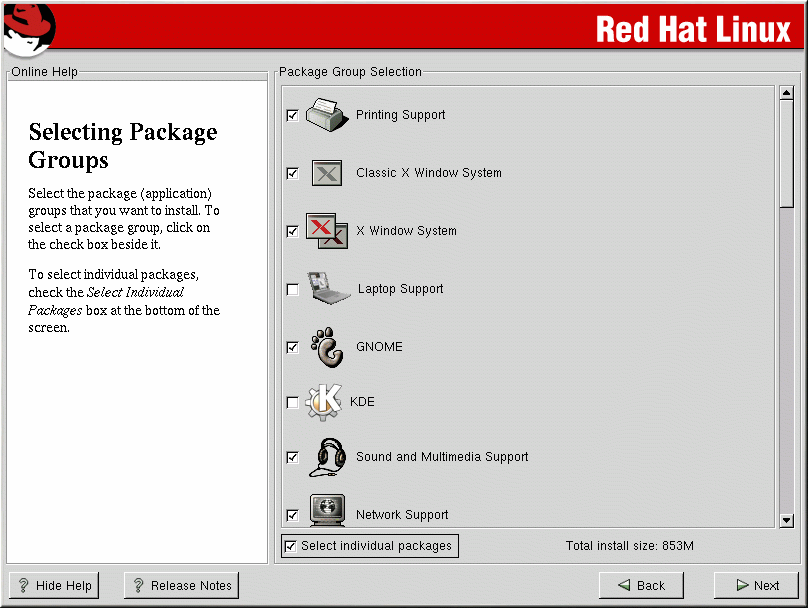 Red Hat Linux
Online Help
Selecting Package
Groups
Select the package (application)
groups that you want to install. To
select a package group, click on
the check box beside it.
To select individual packages,
check the Select Individual
Packages box at the bottom of the
screen.
Package Group Selection
Printing Support
Classic X Window System
X Window System
Laptop Support
GNOME
KDE
Sound and Multimedia Support
Network Support
Select individual packages
Total install size: 853M
Hide Help
Release Notes
Back
Next